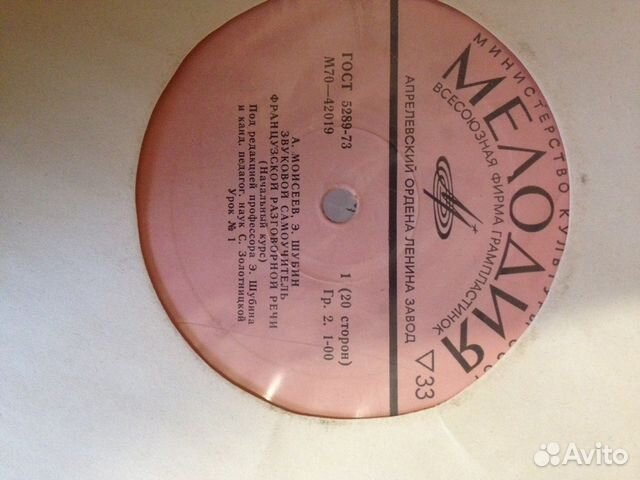 МИНИСТЕРСТВО КУЛЬТУРЫ
МЕЛОДИЯ
ВСЕСОЮЗНАЯ ФИРМА ГРАМПЛАСТИНОК
АПРЕЛЕВСКИЙ ОРДЕНА ЛЕНИНА ЗАВОД
▽33
ГОСТ 5289-73
М70—42019
1 (20 сторон)
Гр. 2. 1-00
А. МОИСЕЕВ, Э. ШУБИН
ЗВУКОВОЙ САМОУЧИТЕЛЬ
ФРАНЦУЗСКОЙ РАЗГОВОРНОЙ РЕЧИ
(Начальный курс)
Под редакцией профессора Э. Шубина
и канд. педагог. наук С. Золотницкой
Урок № 1
Avito